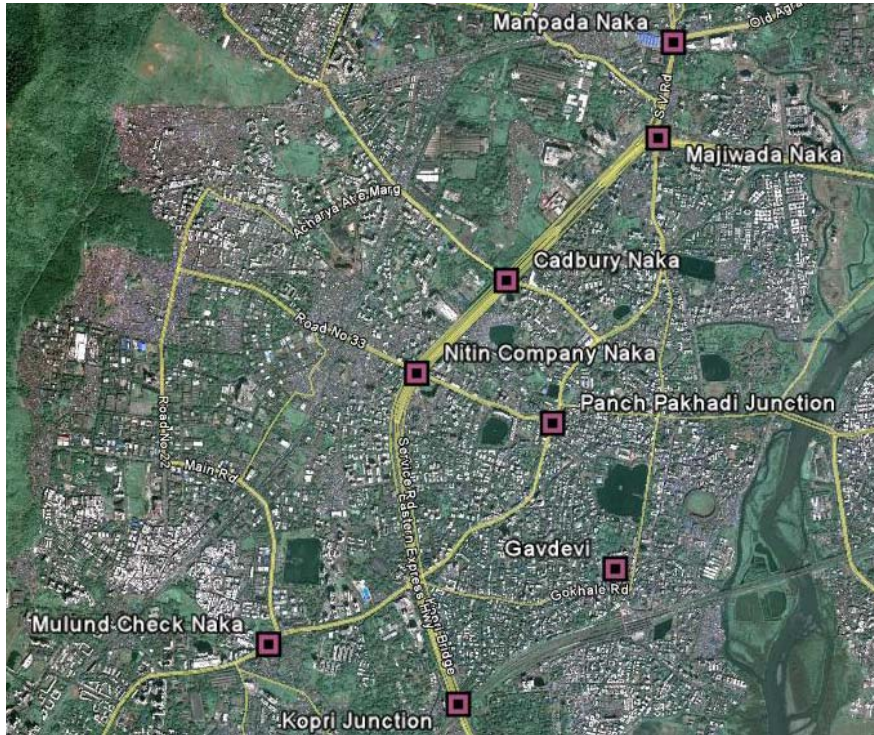 Manpada Naka
Old Agra
S.V.Rd
Majiwada Naka
Acharya Atre Marg
Cadbury Naka
Road No 33
Nitin Company Naka
Panch Pakhadi Junction
Road No. 22
Main Rd
Service Rd
Eastern Express Hwy
Gavdevi
Gokhale Rd
Kopri Bridge
Mulund Check Naka
Kopri Junction